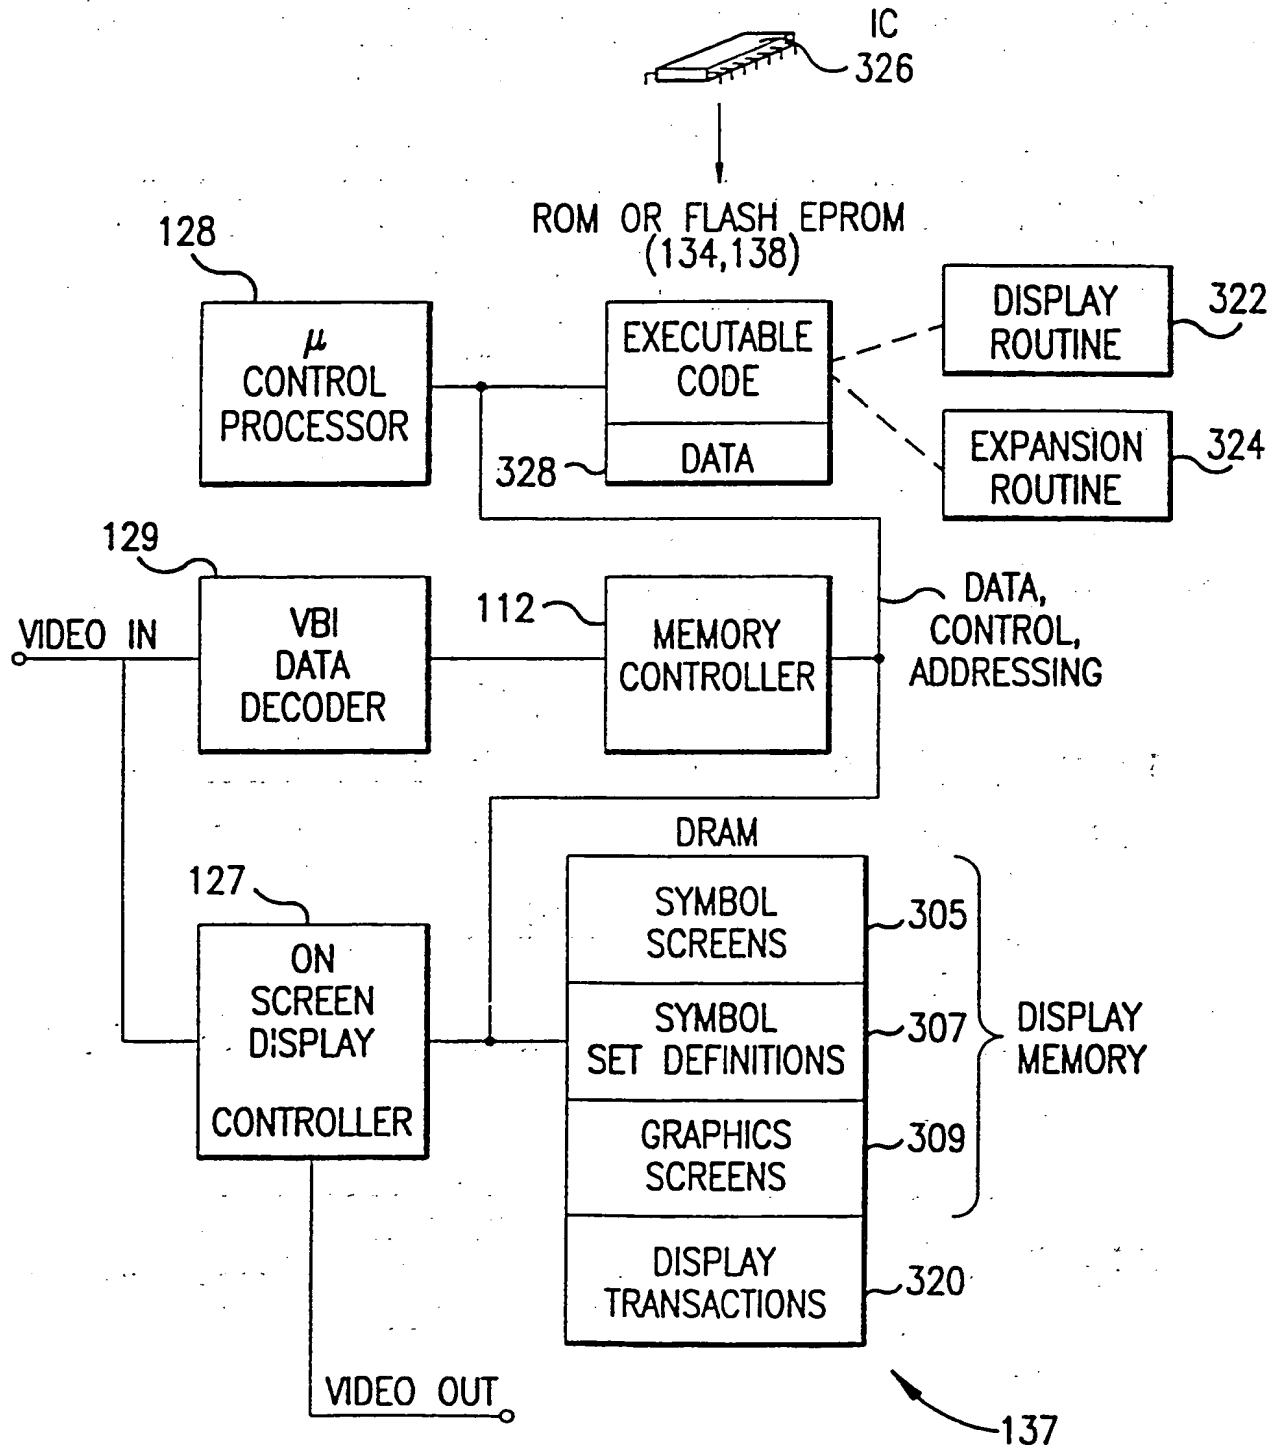 IC
326
ROM OR FLASH EPROM
(134,138)
128
μ
CONTROL
PROCESSOR
EXECUTABLE
CODE
328
DATA
DISPLAY
ROUTINE
322
EXPANSION
ROUTINE
324
129
VIDEO IN
VBI
DATA
DECODER
112
MEMORY
CONTROLLER
DATA,
CONTROL,
ADDRESSING
127
ON
SCREEN
DISPLAY
CONTROLLER
DRAM
SYMBOL
SCREENS
305
SYMBOL
SET DEFINITIONS
307
GRAPHICS
SCREENS
309
DISPLAY
MEMORY
DISPLAY
TRANSACTIONS
320
VIDEO OUT
137